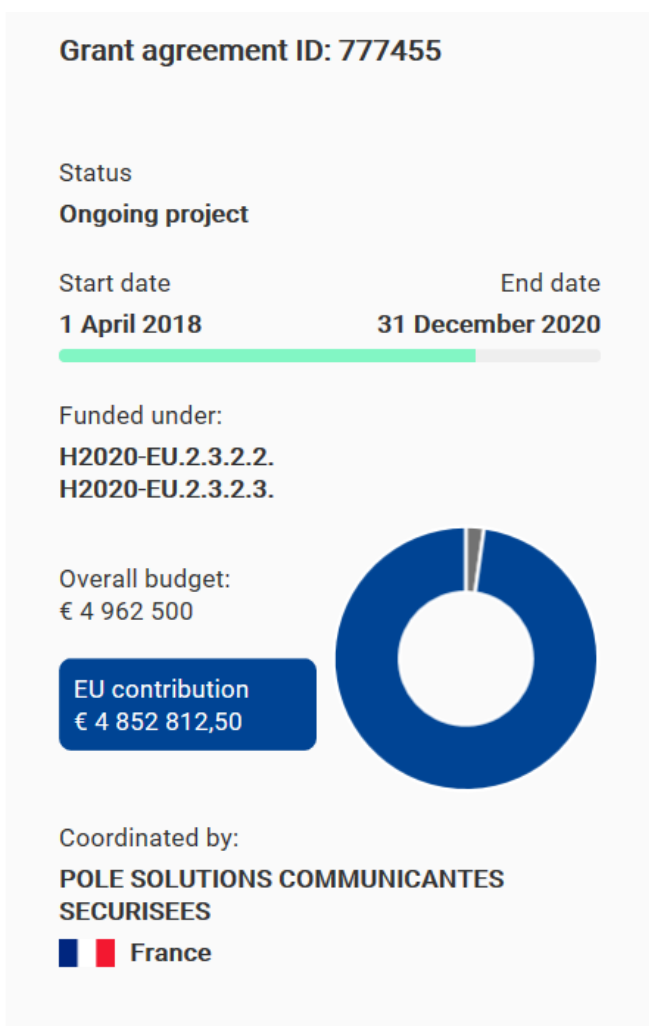 Grant agreement ID: 777455
Status
Ongoing project
Start date End date
1 April 2018 31 December 2020
Funded under:
H2020-EU.2.3.2.2.
H2020-EU.2.3.2.3.
Overall budget:
€ 4 962 500
EU contribution
€ 4 852 812,50
Coordinated by:
POLE SOLUTIONS COMMUNICANTES
SECURISEES
France